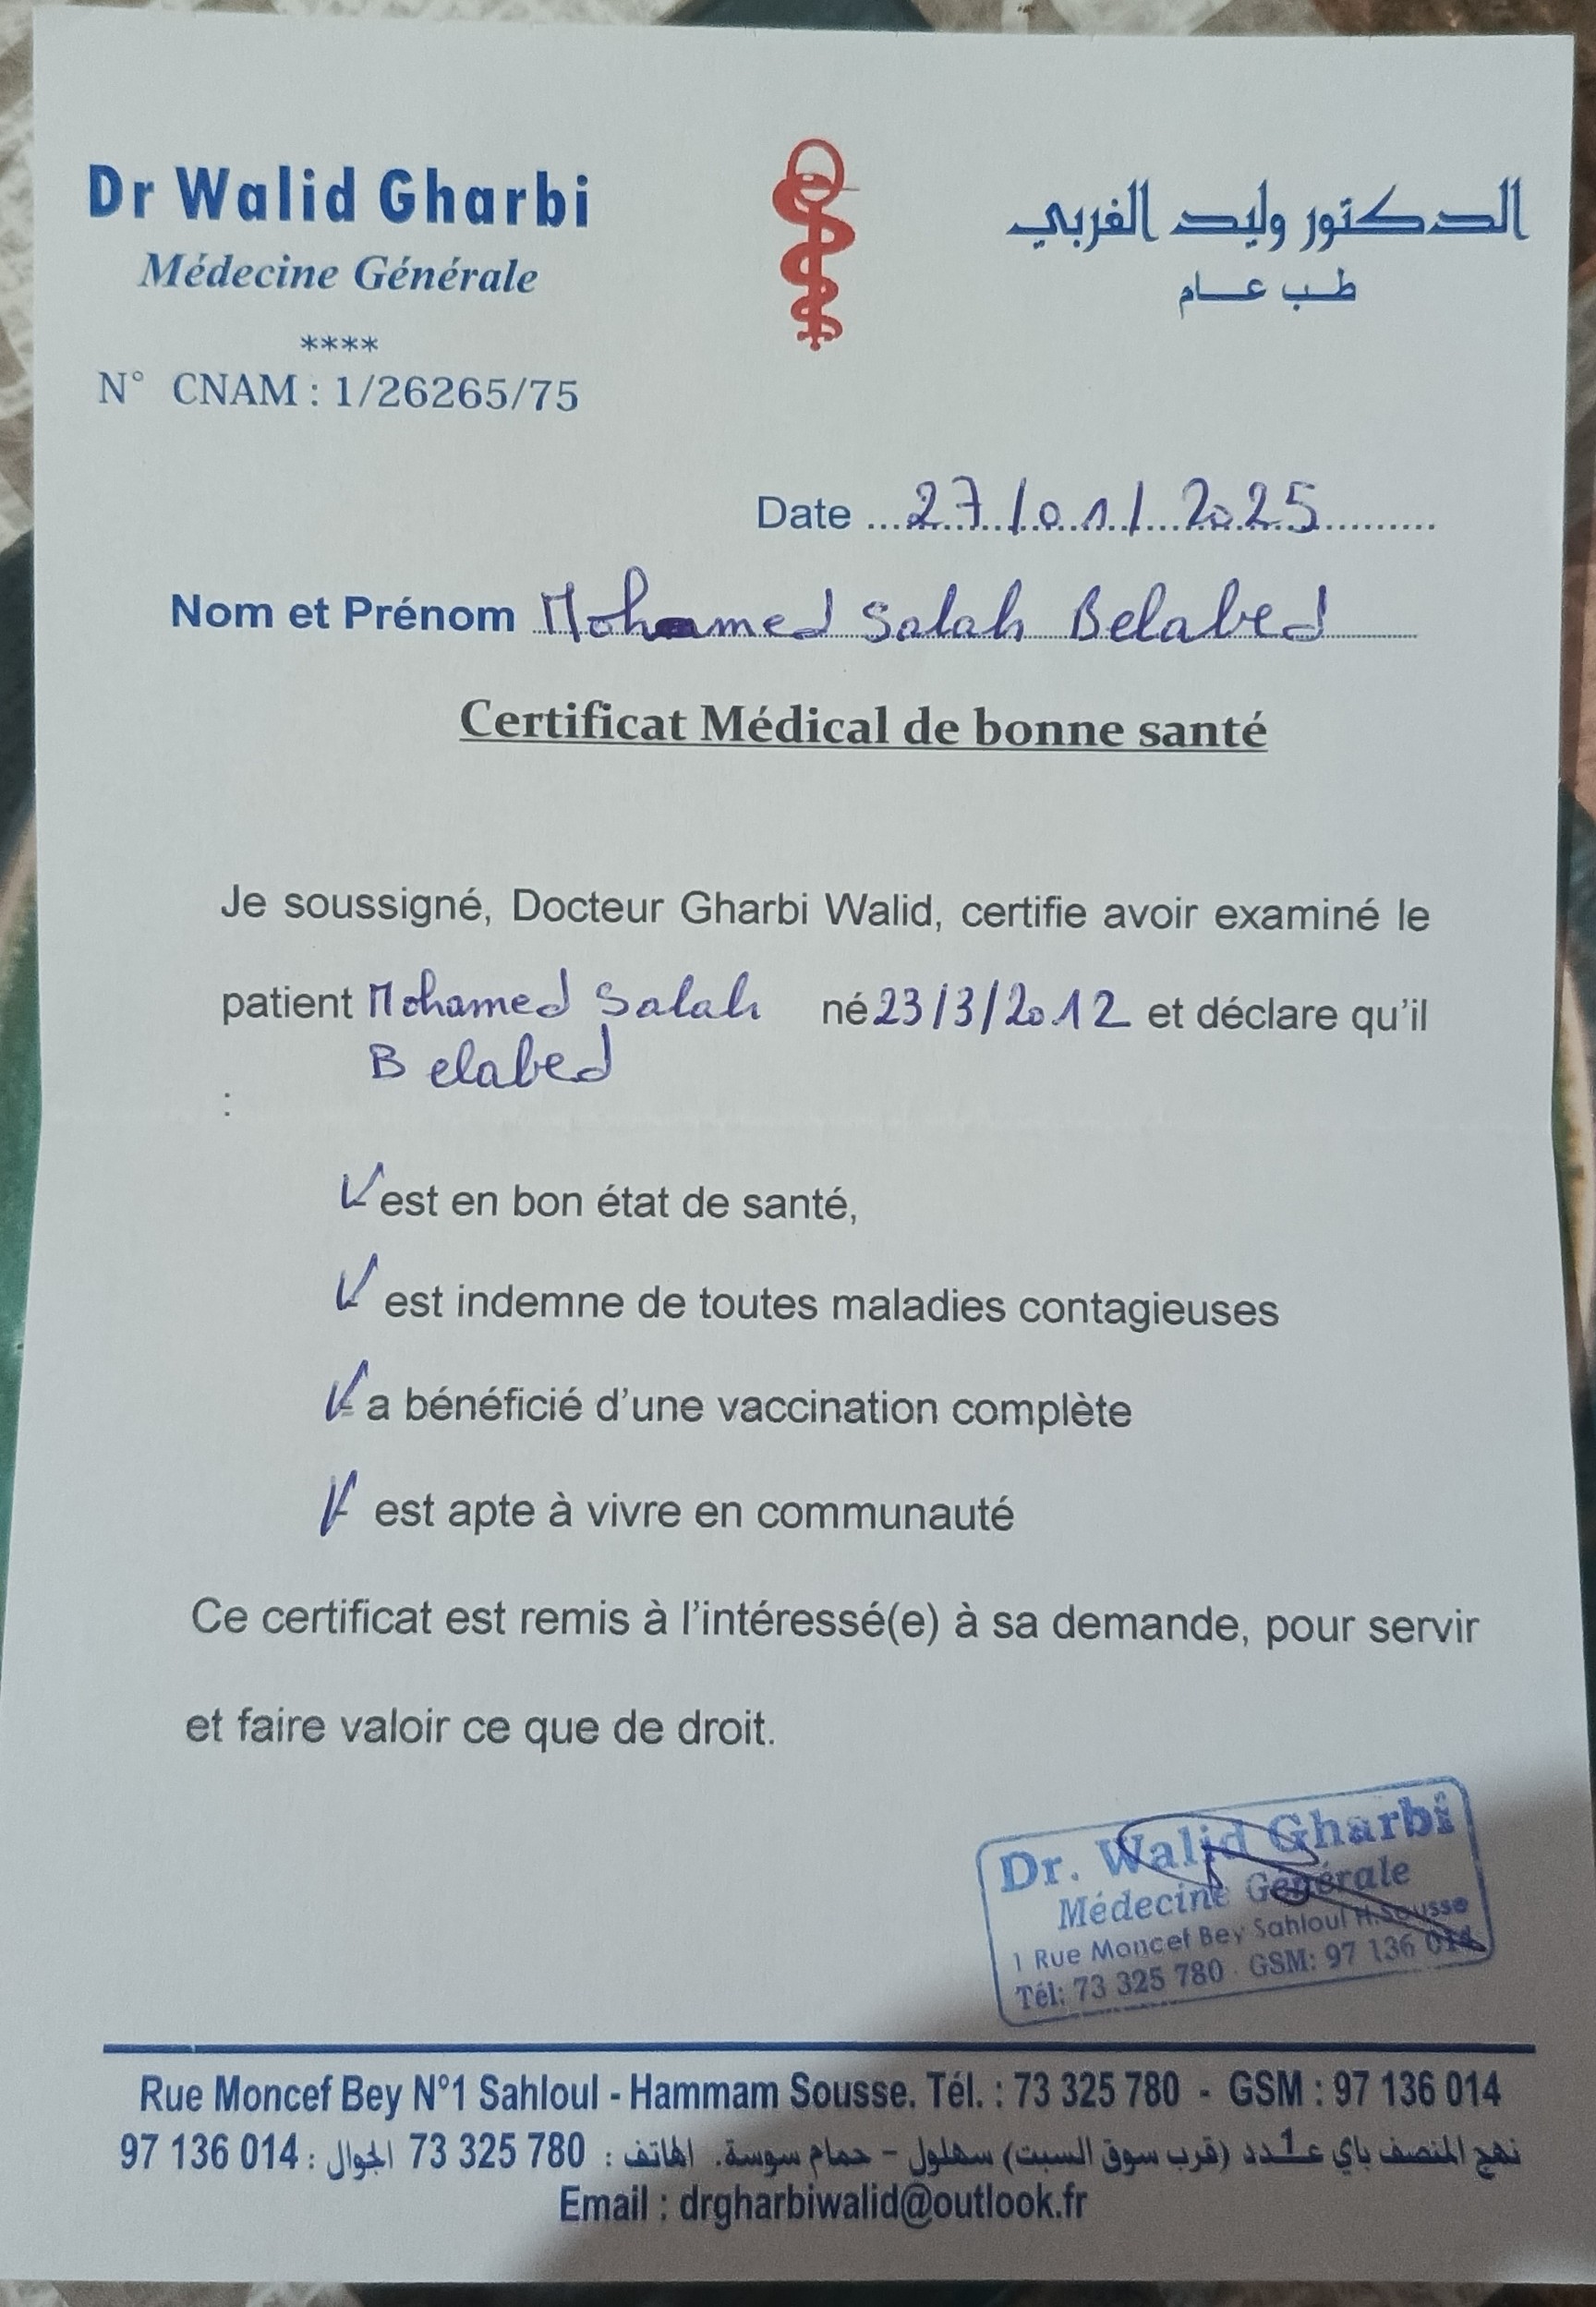 Dr Walid Gharbi
Médecine Générale
****
N° CNAM : 1/26265/75
الدكتور وليد الغربي
طب عام
Date ...27/01/2025..........
Nom et Prénom Mohamed Salah Belabed
Certificat Médical de bonne santé
Je soussigné, Docteur Gharbi Walid, certifie avoir examiné le
patient Mohamed Salah né 23/3/2012 et déclare qu'il
Belabed
:
est en bon état de santé,
est indemne de toutes maladies contagieuses
a bénéficié d'une vaccination complète
est apte à vivre en communauté
Ce certificat est remis à l'intéressé(e) à sa demande, pour servir
et faire valoir ce que de droit.
Dr. Walid Gharbi
Médecine Générale
1 Rue Moncef Bey Sahloul H.Sousse
Tél: 73 325 780 - GSM: 97 136 014
Rue Moncef Bey N°1 Sahloul - Hammam Sousse. Tél. : 73 325 780 - GSM : 97 136 014
نهج المنصف باي عـ1ـدد (قرب سوق السبت) سهلول - حمام سوسة. الهاتف : 780 325 73 الجوال : 014 136 97
Email : drgharbiwalid@outlook.fr